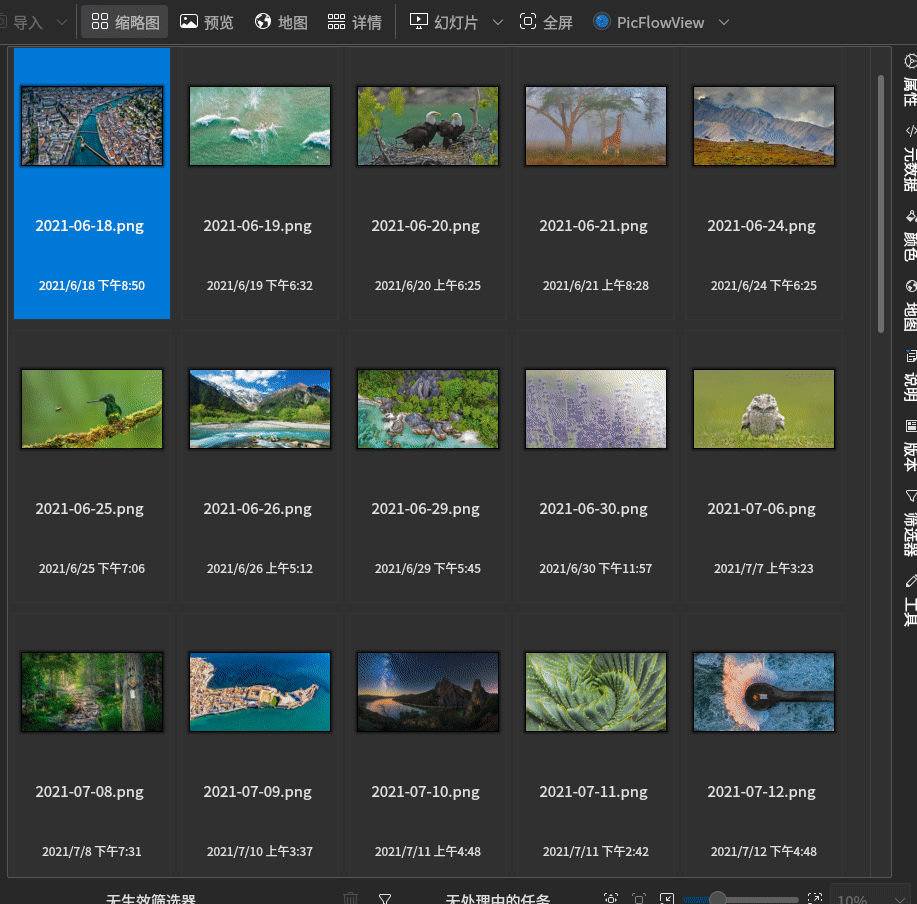 导入 缩略图 预览 地图 详情 幻灯片 全屏 PicFlowView
2021-06-18.png 2021-06-19.png 2021-06-20.png 2021-06-21.png 2021-06-24.png
2021/6/18 下午8:50 2021/6/19 下午6:32 2021/6/20 上午6:25 2021/6/21 上午8:28 2021/6/24 下午6:25
2021-06-25.png 2021-06-26.png 2021-06-29.png 2021-06-30.png 2021-07-06.png
2021/6/25 下午7:06 2021/6/26 上午5:12 2021/6/29 下午5:45 2021/6/30 下午11:57 2021/7/7 上午3:23
2021-07-08.png 2021-07-09.png 2021-07-10.png 2021-07-11.png 2021-07-12.png
2021/7/8 下午7:31 2021/7/10 上午3:37 2021/7/11 上午4:48 2021/7/11 下午2:42 2021/7/12 下午4:48
属性
元数据
颜色
地图
说明
版本
筛选器
工具
无生效筛选器 无处理中的任务 10%